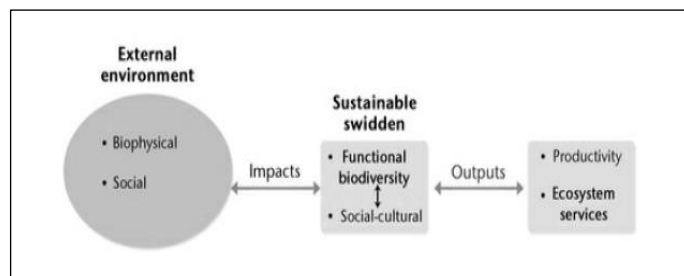 External
environment
• Biophysical
• Social
Impacts
Sustainable
swidden
• Functional
biodiversity
• Social-cultural
Outputs
• Productivity
• Ecosystem
services